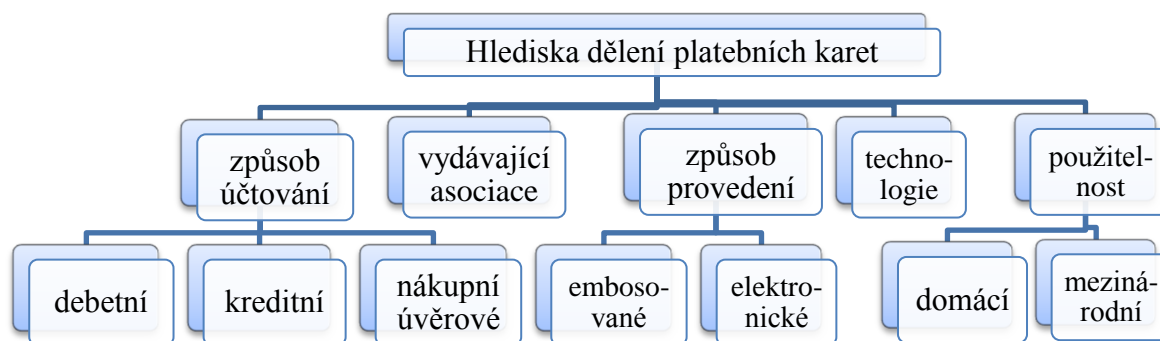 Hlediska dělení platebních karet
způsob
účtování
vydávající
asociace
způsob
provedení
techno-
logie
použitel-
nost
debetní
kreditní
nákupní
úvěrové
emboso-
vané
elektro-
nické
domácí
meziná-
rodní